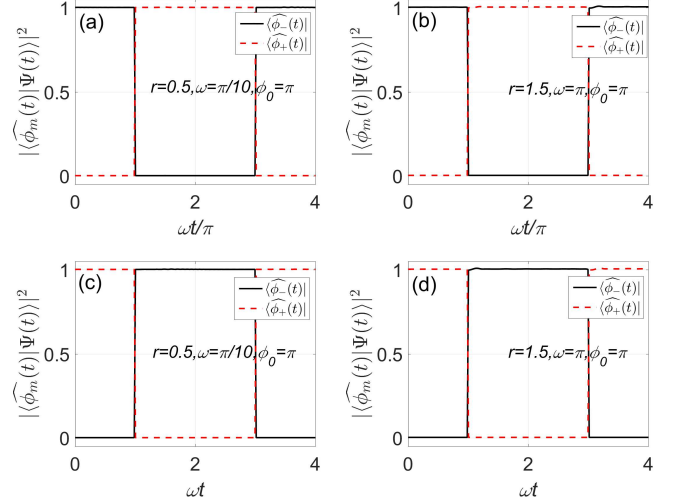 (a)
⟨φ̂₋(t)|
⟨φ̂₊(t)|
r=0.5,ω=π/10,ϕ₀=π
|⟨φ̂ₘ(t)|Ψ(t)⟩|²
1
0.5
0
0 2 4
ωt/π
(b)
⟨φ̂₋(t)|
⟨φ̂₊(t)|
r=1.5,ω=π,ϕ₀=π
|⟨φ̂ₘ(t)|Ψ(t)⟩|²
1
0.5
0
0 2 4
ωt/π
(c)
⟨φ̂₋(t)|
⟨φ̂₊(t)|
r=0.5,ω=π/10,ϕ₀=π
|⟨φ̂ₘ(t)|Ψ(t)⟩|²
1
0.5
0
0 2 4
ωt
(d)
⟨φ̂₋(t)|
⟨φ̂₊(t)|
r=1.5,ω=π,ϕ₀=π
|⟨φ̂ₘ(t)|Ψ(t)⟩|²
1
0.5
0
0 2 4
ωt